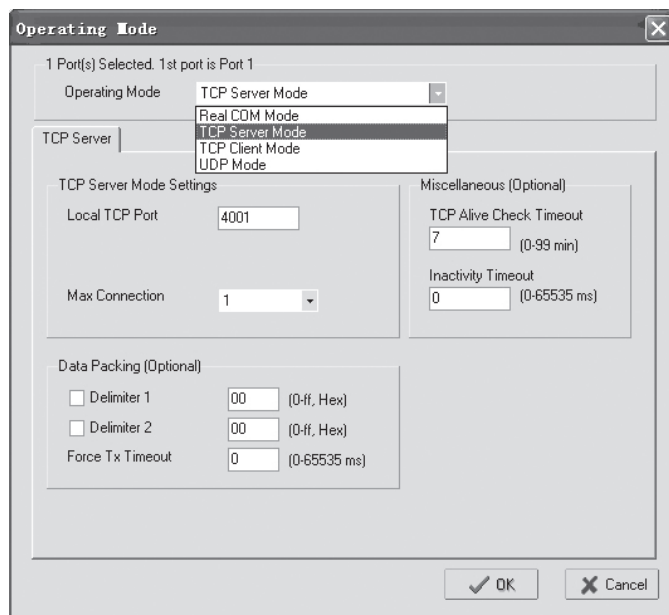 Operating Mode
1 Port(s) Selected. 1st port is Port 1
Operating Mode TCP Server Mode
Real COM Mode
TCP Server Mode
TCP Client Mode
UDP Mode
TCP Server
TCP Server Mode Settings
Local TCP Port 4001
Max Connection 1
Miscellaneous (Optional)
TCP Alive Check Timeout
7 (0-99 min)
Inactivity Timeout
0 (0-65535 ms)
Data Packing (Optional)
Delimiter 1 00 (0-ff, Hex)
Delimiter 2 00 (0-ff, Hex)
Force Tx Timeout 0 (0-65535 ms)
OK Cancel